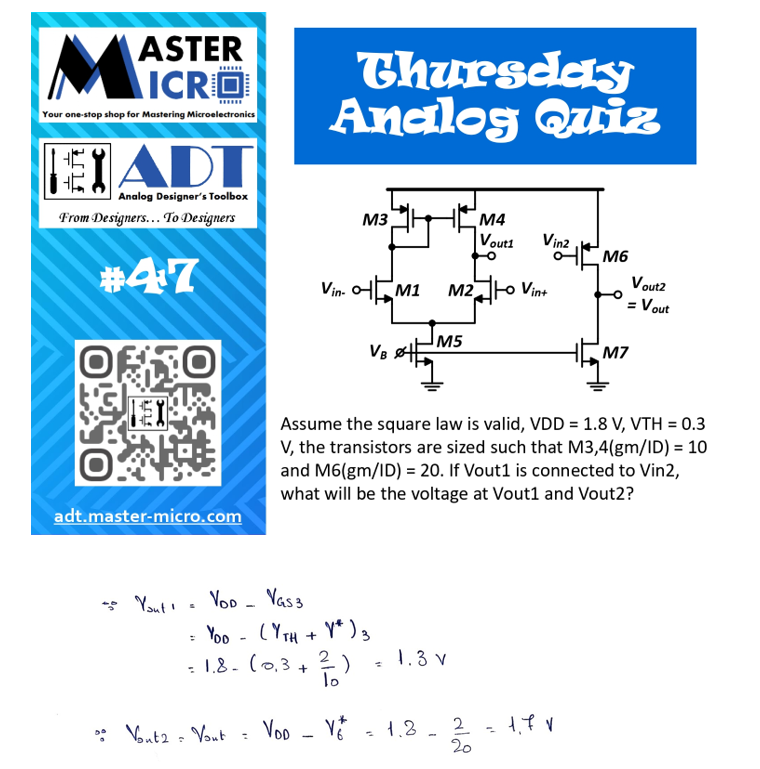 MASTER
MICRO
Your one-stop shop for Mastering Microelectronics
ADT
Analog Designer's Toolbox
From Designers… To Designers
#47
adt.master-micro.com
Thursday
Analog Quiz
M3
M4
Vout1
Vin2
M6
Vin-
M1
M2
Vin+
Vout2
= Vout
VB
M5
M7
Assume the square law is valid, VDD = 1.8 V, VTH = 0.3
V, the transistors are sized such that M3,4(gm/ID) = 10
and M6(gm/ID) = 20. If Vout1 is connected to Vin2,
what will be the voltage at Vout1 and Vout2?
∵ Vout1 = VDD - VGS3
= VDD - (VTH + V*)3
= 1.8 - (0.3 + 2/10) = 1.3 V
∵ Vout2 = Vout = VDD - V6* = 1.8 - 2/20 = 1.7 V